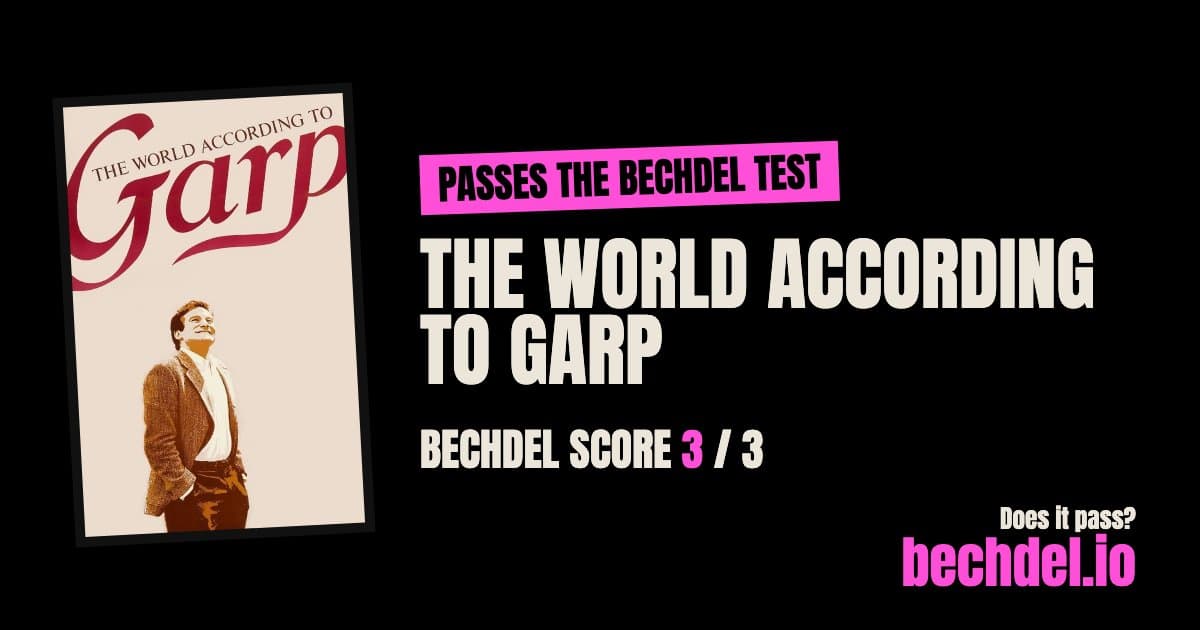 THE WORLD ACCORDING TO
Garp
PASSES THE BECHDEL TEST
THE WORLD ACCORDING
TO GARP
BECHDEL SCORE 3 / 3
Does it pass?
bechdel.io